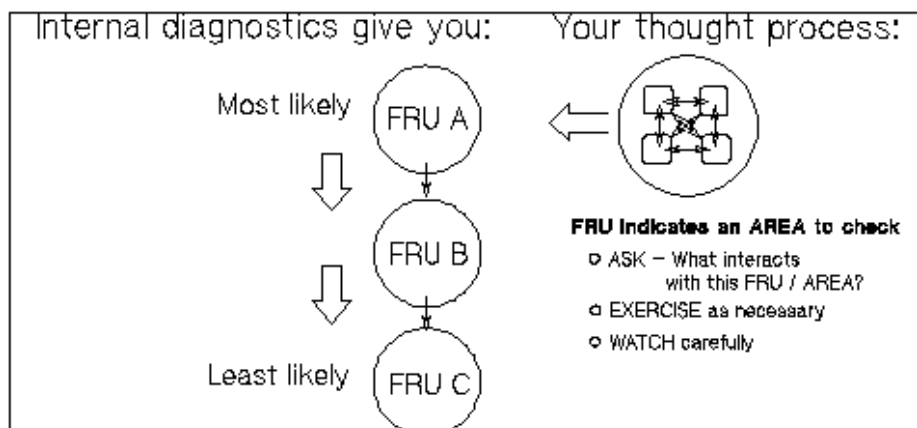 Internal diagnostics give you:
Your thought process:
Most likely
FRU A
FRU B
Least likely
FRU C
FRU indicates an AREA to check
ASK – What interacts
with this FRU / AREA?
EXERCISE as necessary
WATCH carefully